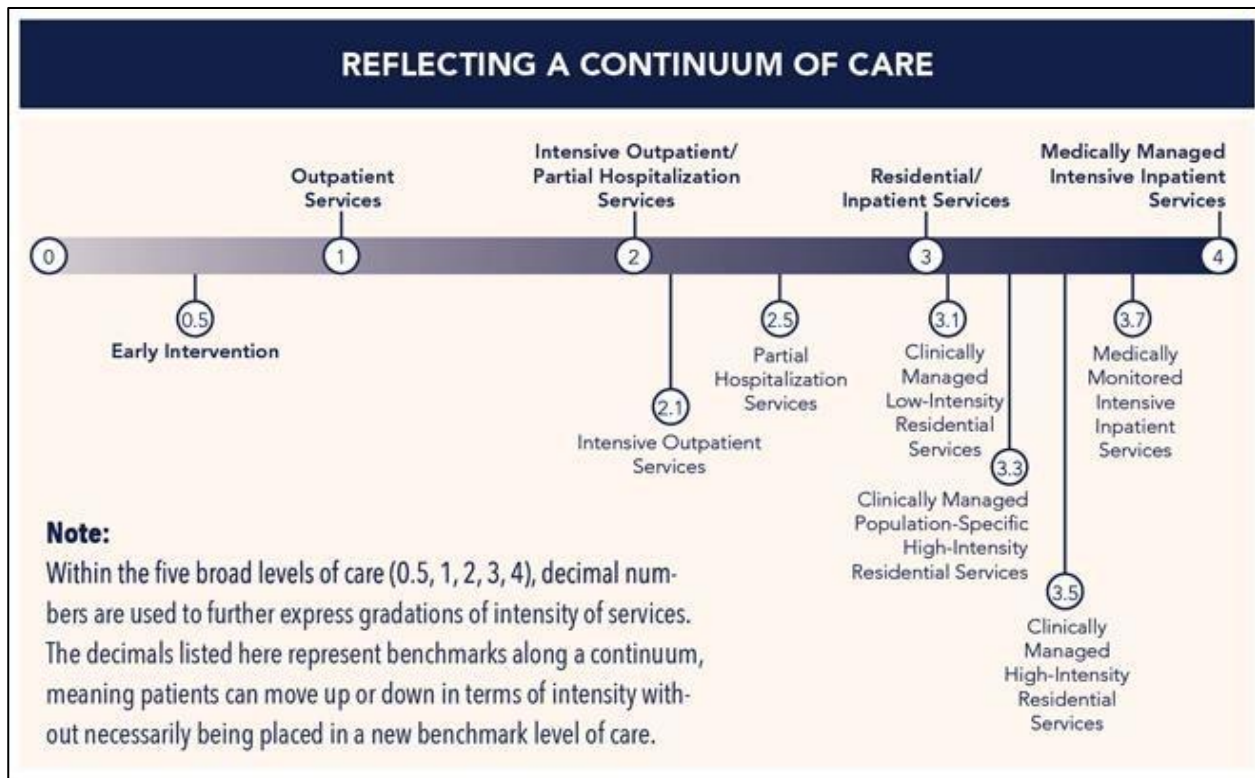 REFLECTING A CONTINUUM OF CARE
Outpatient
Services
Intensive Outpatient/
Partial Hospitalization
Services
Residential/
Inpatient Services
Medically Managed
Intensive Inpatient
Services
0
1
2
3
4
0.5
Early Intervention
2.1
Intensive Outpatient
Services
2.5
Partial
Hospitalization
Services
3.1
Clinically
Managed
Low-Intensity
Residential
Services
3.3
Clinically Managed
Population-Specific
High-Intensity
Residential Services
3.5
Clinically
Managed
High-Intensity
Residential
Services
3.7
Medically
Monitored
Intensive
Inpatient
Services
Note:
Within the five broad levels of care (0.5, 1, 2, 3, 4), decimal num-
bers are used to further express gradations of intensity of services.
The decimals listed here represent benchmarks along a continuum,
meaning patients can move up or down in terms of intensity with-
out necessarily being placed in a new benchmark level of care.